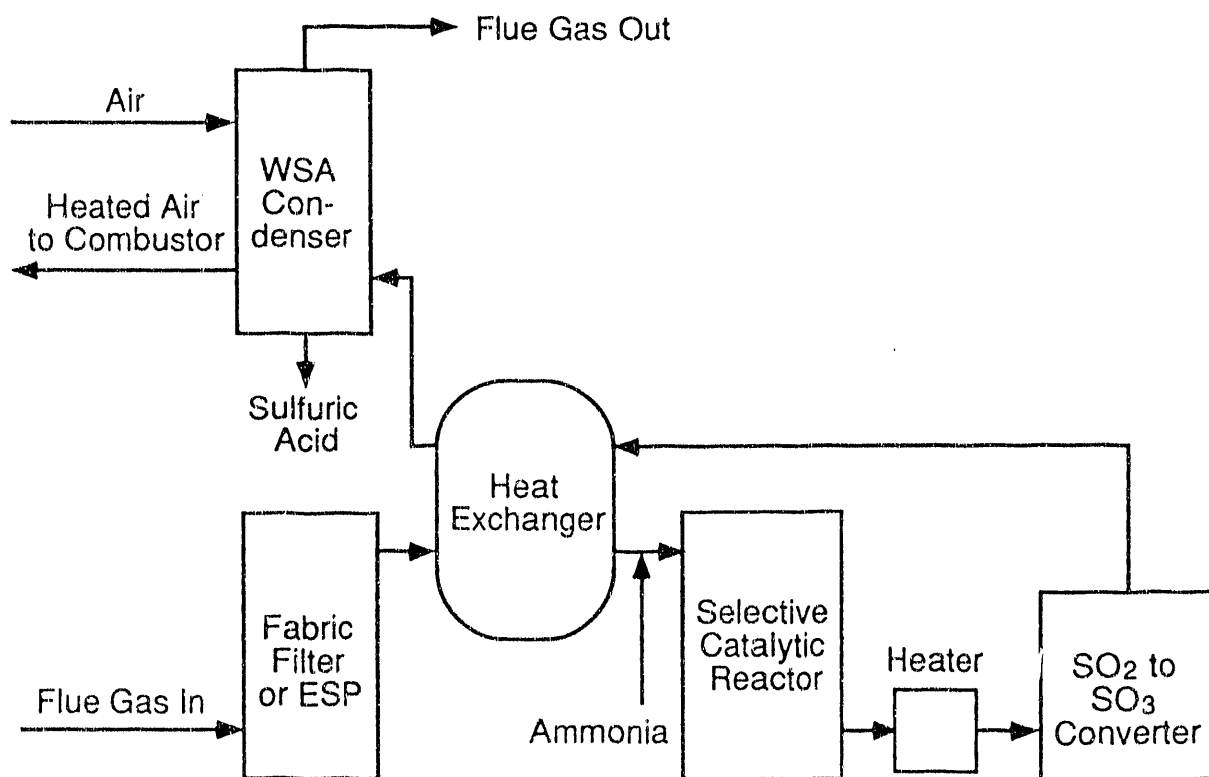 Flue Gas Out
Air
WSA
Con-
denser
Heated Air
to Combustor
Sulfuric
Acid
Heat
Exchanger
Fabric
Filter
or ESP
Flue Gas In
Ammonia
Selective
Catalytic
Reactor
Heater
SO₂ to
SO₃
Converter